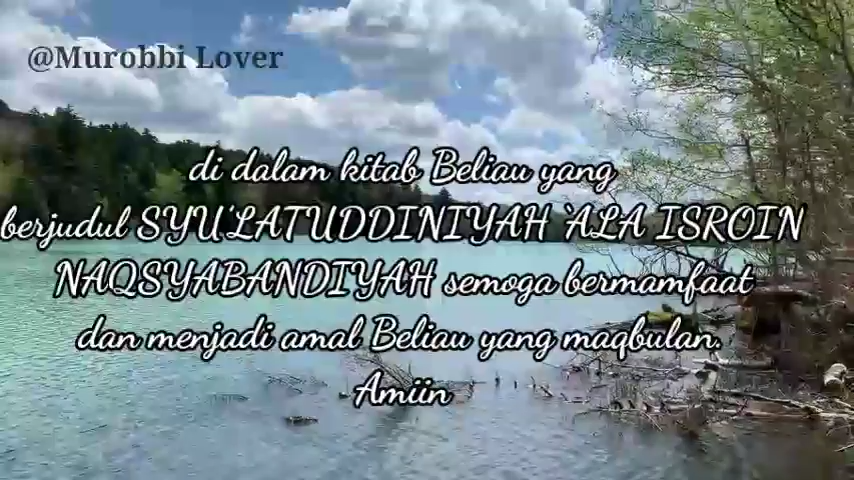 @Murobbi Lover
di dalam kitab Beliau yang
berjudul SYU'LATUDDINIYAH 'ALA ISROIN
NAQSYABANDIYAH semoga bermamfaat
dan menjadi amal Beliau yang maqbulan.
Amiin